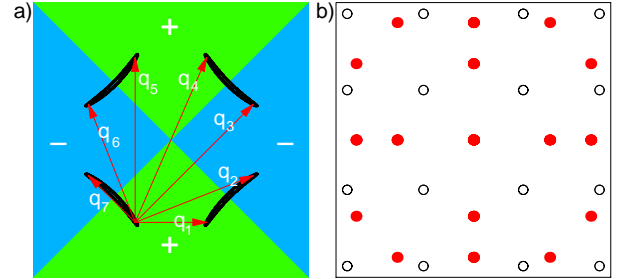 a)
b)
+
q₅
q₄
q₃
q₆
− −
q₂
q₇
q₁
+